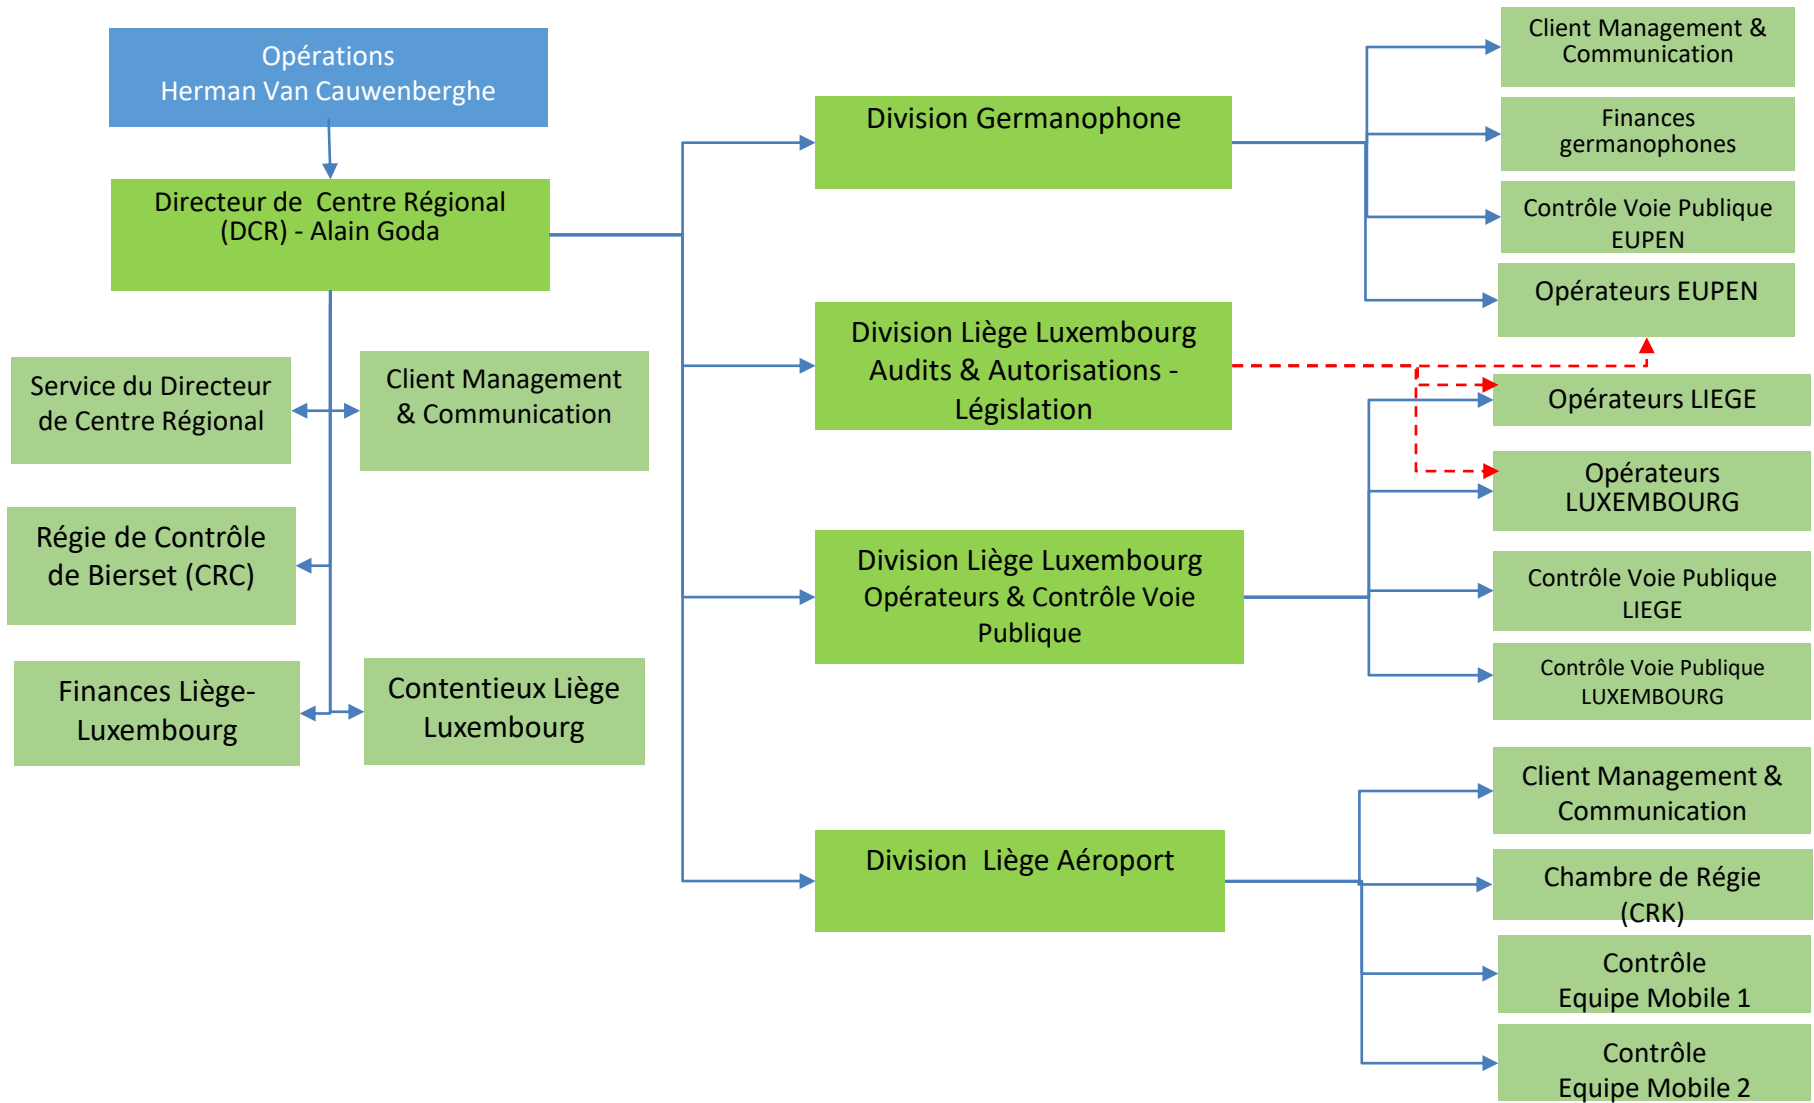 Opérations
Herman Van Cauwenberghe
Directeur de Centre Régional
(DCR) - Alain Goda
Service du Directeur
de Centre Régional
Client Management
& Communication
Régie de Contrôle
de Bierset (CRC)
Finances Liège-
Luxembourg
Contentieux Liège
Luxembourg
Division Germanophone
Division Liège Luxembourg
Audits & Autorisations -
Législation
Division Liège Luxembourg
Opérateurs & Contrôle Voie
Publique
Division Liège Aéroport
Client Management &
Communication
Finances
germanophones
Contrôle Voie Publique
EUPEN
Opérateurs EUPEN
Opérateurs LIEGE
Opérateurs
LUXEMBOURG
Contrôle Voie Publique
LIEGE
Contrôle Voie Publique
LUXEMBOURG
Client Management &
Communication
Chambre de Régie
(CRK)
Contrôle
Equipe Mobile 1
Contrôle
Equipe Mobile 2